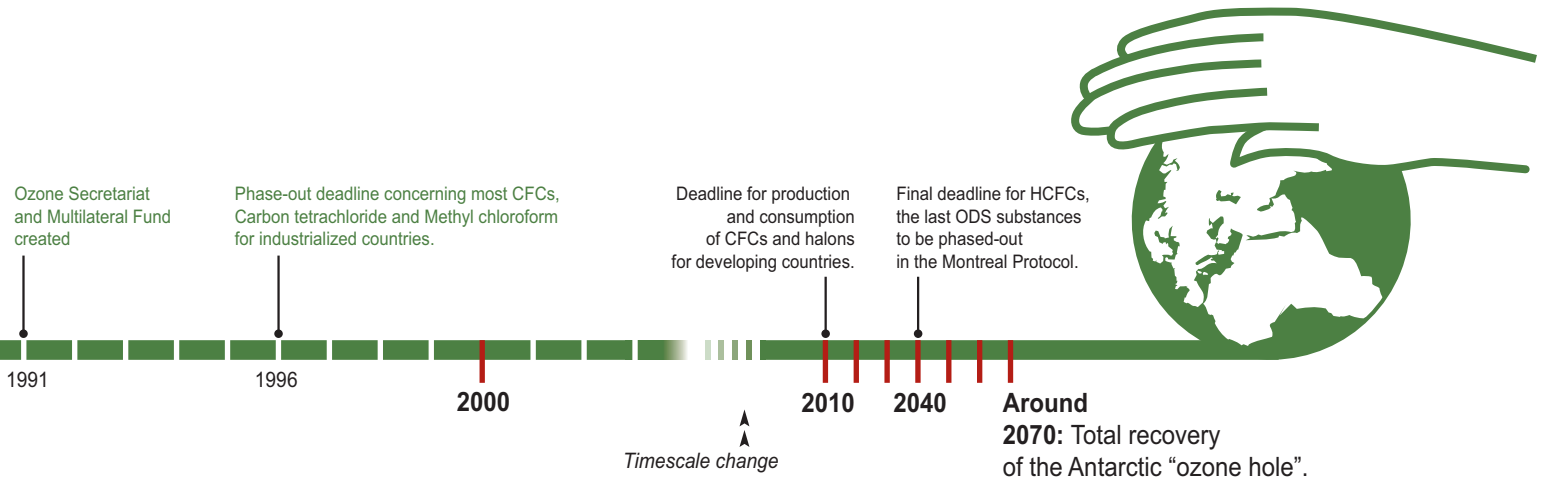 Ozone Secretariat
and Multilateral Fund
created
Phase-out deadline concerning most CFCs,
Carbon tetrachloride and Methyl chloroform
for industrialized countries.
Deadline for production
and consumption
of CFCs and halons
for developing countries.
Final deadline for HCFCs,
the last ODS substances
to be phased-out
in the Montreal Protocol.
1991
1996
2000
2010
2040
Around
2070: Total recovery
of the Antarctic “ozone hole”.
Timescale change